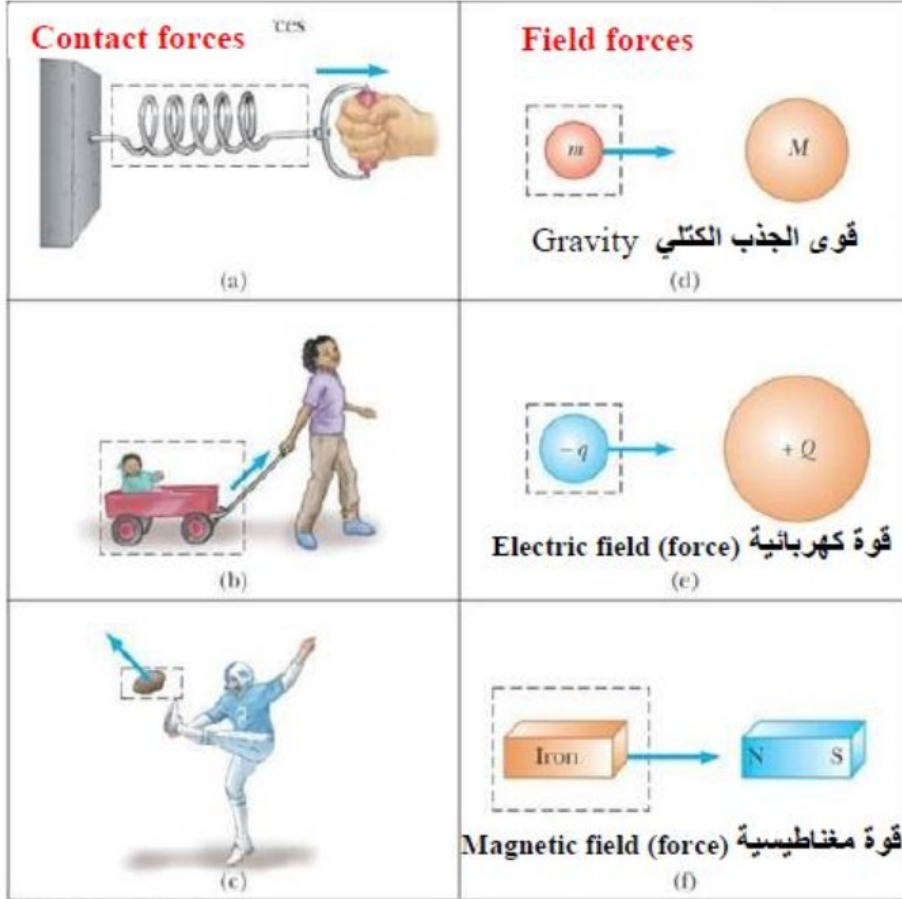 Contact forces
ces
(a)
(b)
(c)
Field forces
m
M
Gravity قوى الجذب الكتلي
(d)
– q
+ Q
Electric field (force) قوة كهربائية
(e)
Iron
N S
Magnetic field (force) قوة مغناطيسية
(f)